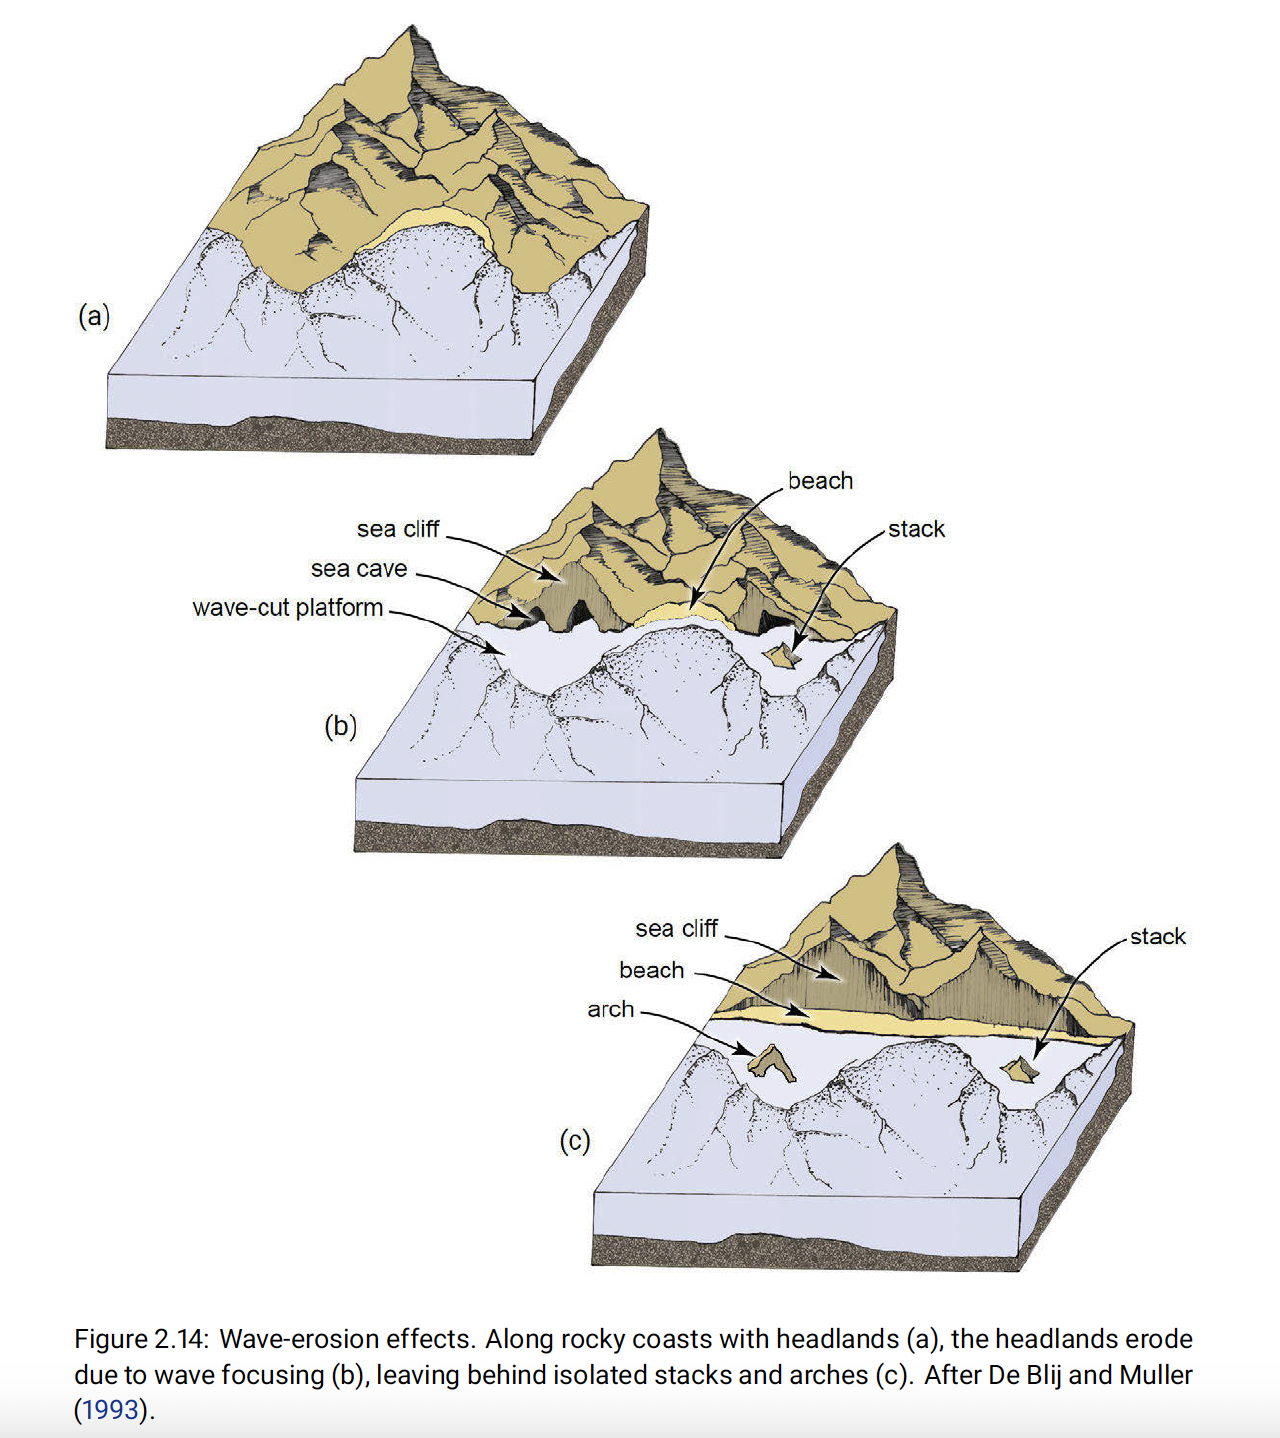 (a)
beach
sea cliff
stack
sea cave
wave-cut platform
(b)
sea cliff
stack
beach
arch
(c)
Figure 2.14: Wave-erosion effects. Along rocky coasts with headlands (a), the headlands erode
due to wave focusing (b), leaving behind isolated stacks and arches (c). After De Blij and Muller
(1993).